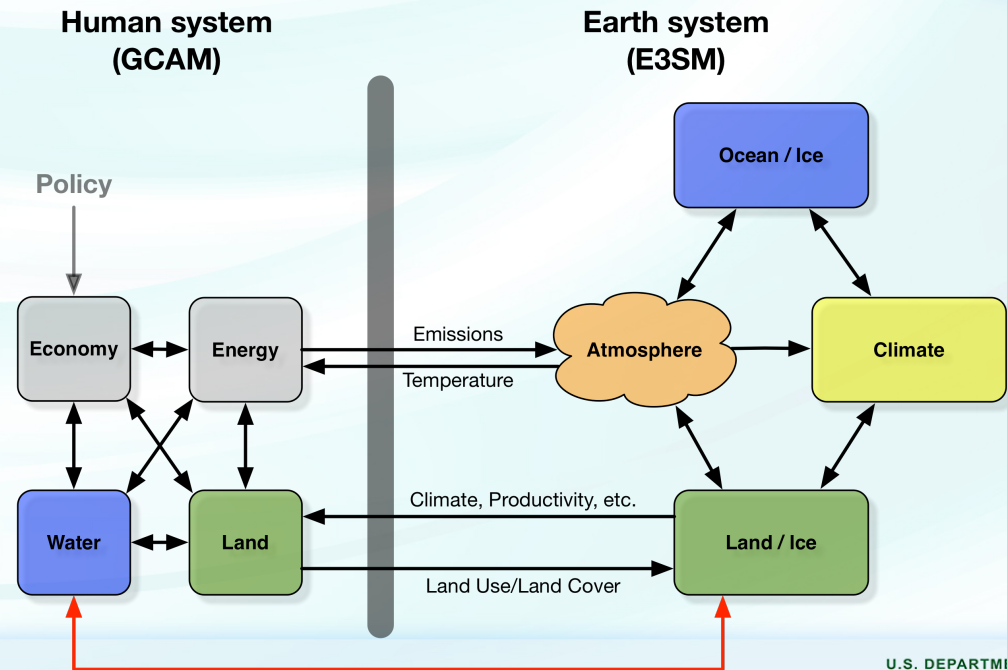 Human system
(GCAM)
Earth system
(E3SM)
Ocean / Ice
Policy
Economy
Energy
Emissions
Temperature
Atmosphere
Climate
Water
Land
Climate, Productivity, etc.
Land Use/Land Cover
Land / Ice
U.S. DEPARTM